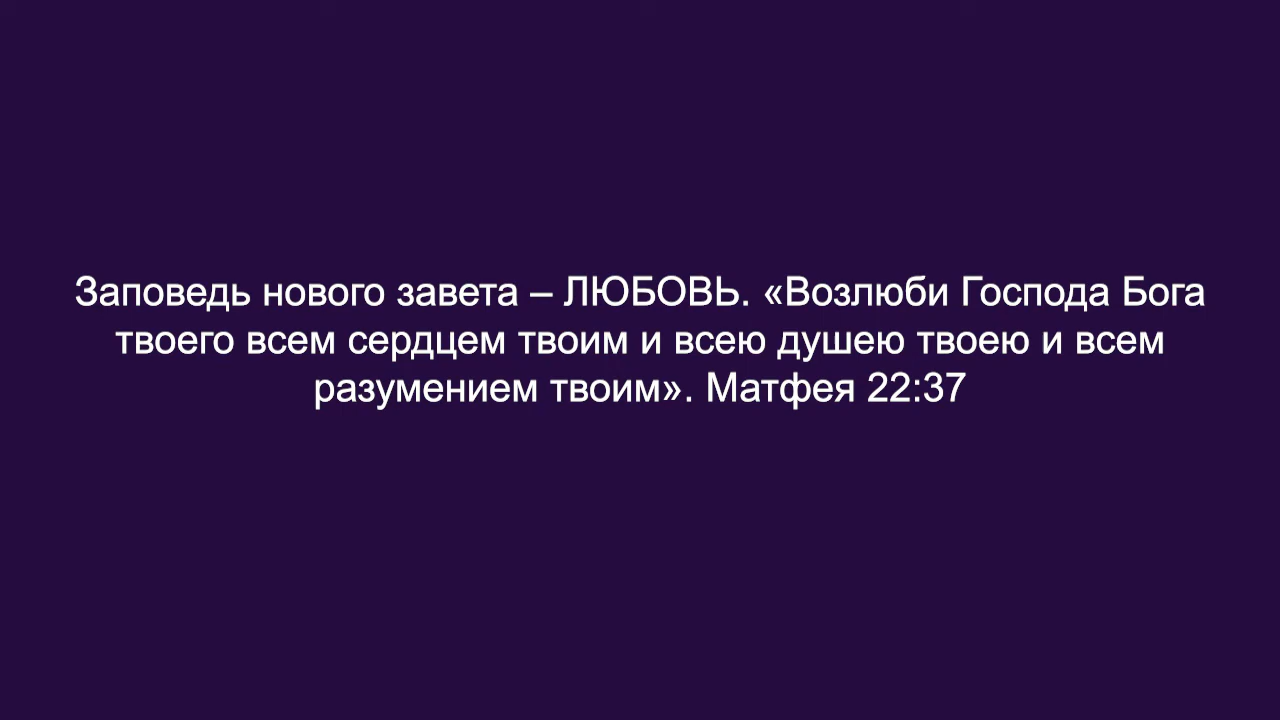 Заповедь нового завета – ЛЮБОВЬ. «Возлюби Господа Бога
твоего всем сердцем твоим и всею душею твоею и всем
разумением твоим». Матфея 22:37